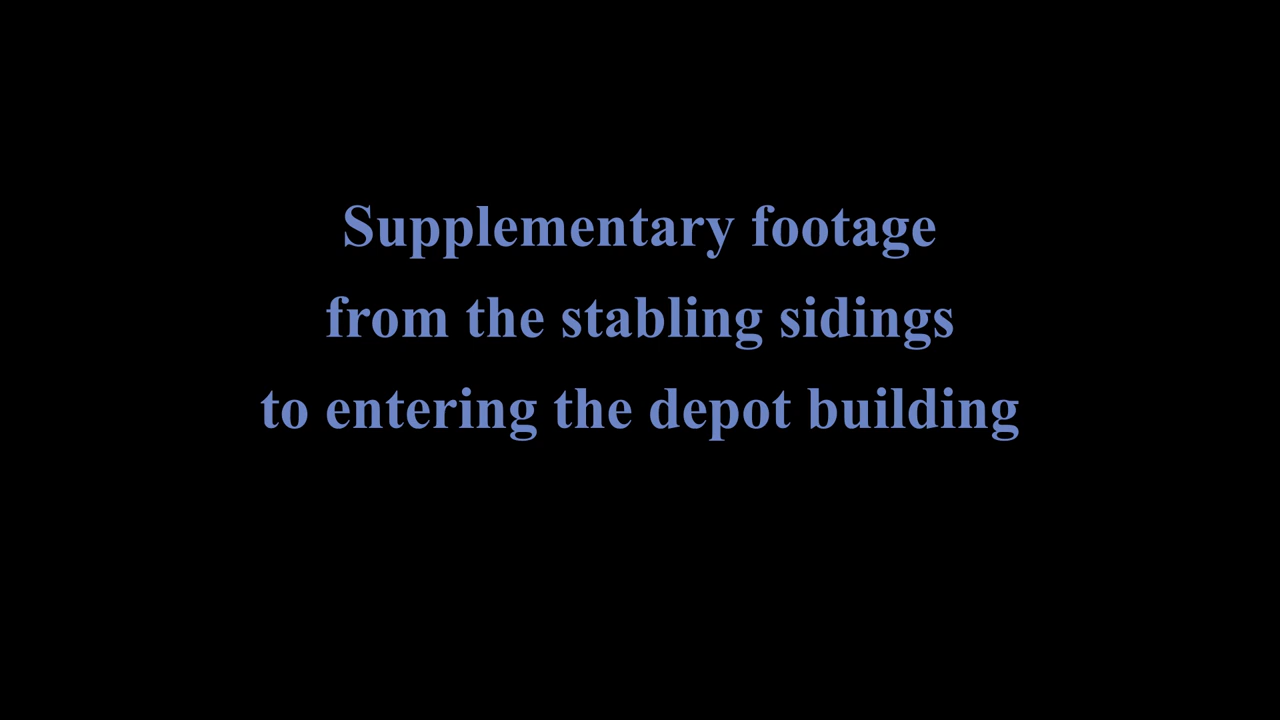 Supplementary footage
from the stabling sidings
to entering the depot building